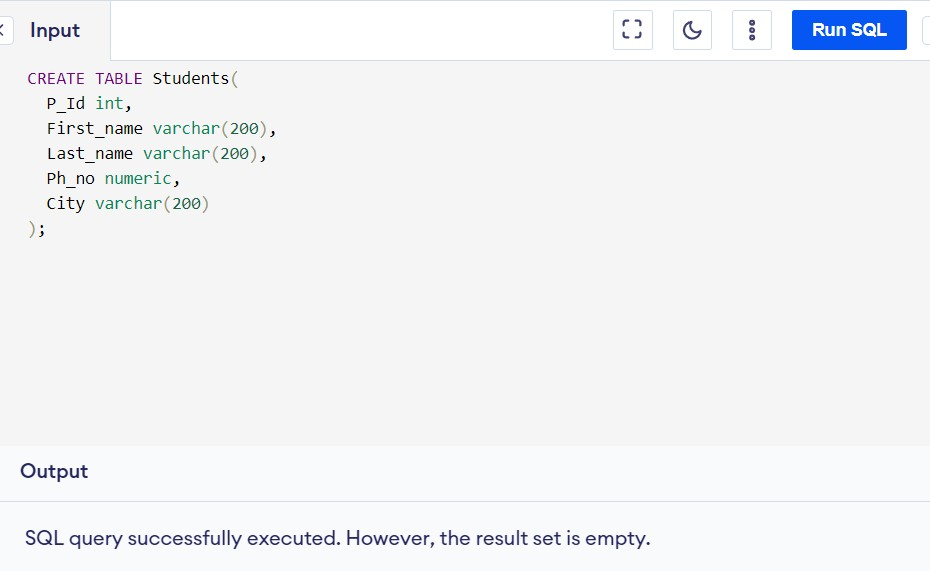 Input
Run SQL
CREATE TABLE Students(
  P_Id int,
  First_name varchar(200),
  Last_name varchar(200),
  Ph_no numeric,
  City varchar(200)
);
Output
SQL query successfully executed. However, the result set is empty.